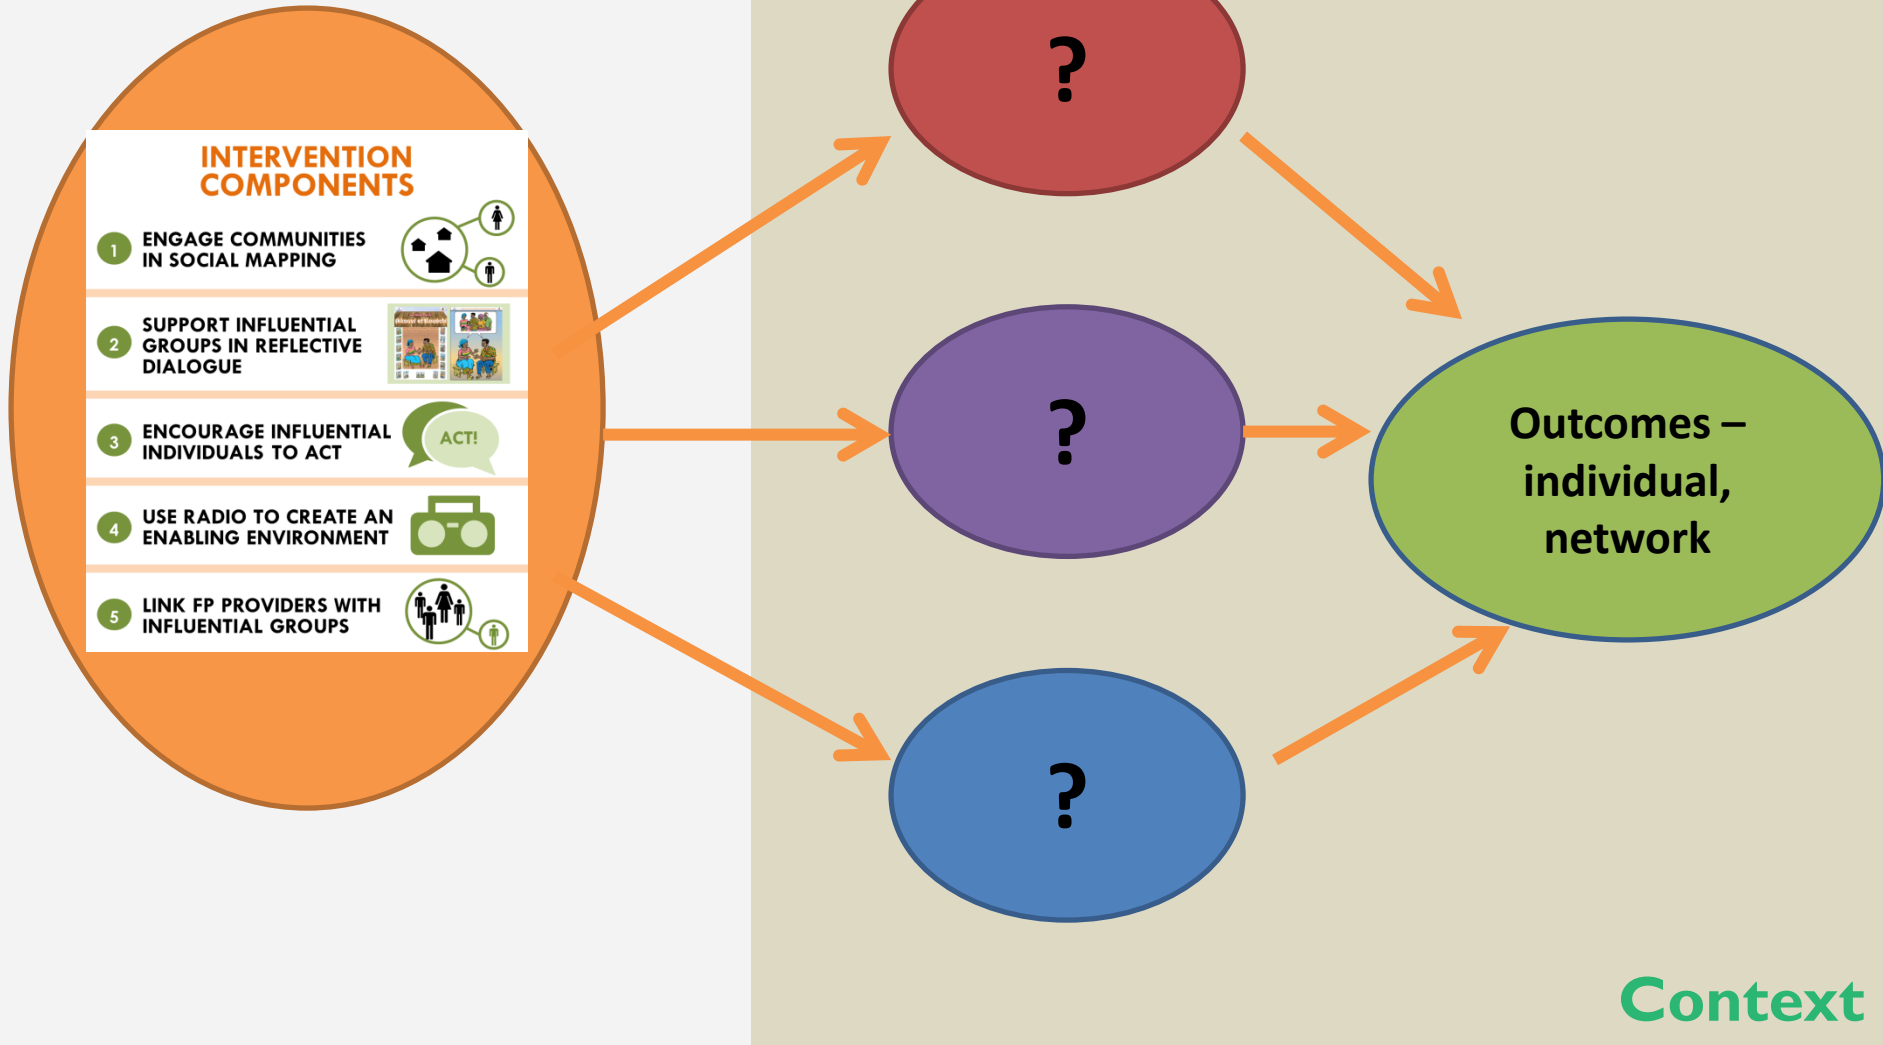 INTERVENTION
COMPONENTS
1
ENGAGE COMMUNITIES
IN SOCIAL MAPPING
2
SUPPORT INFLUENTIAL
GROUPS IN REFLECTIVE
DIALOGUE
3
ENCOURAGE INFLUENTIAL
INDIVIDUALS TO ACT
ACT!
4
USE RADIO TO CREATE AN
ENABLING ENVIRONMENT
5
LINK FP PROVIDERS WITH
INFLUENTIAL GROUPS
?
?
?
Outcomes –
individual,
network
Context